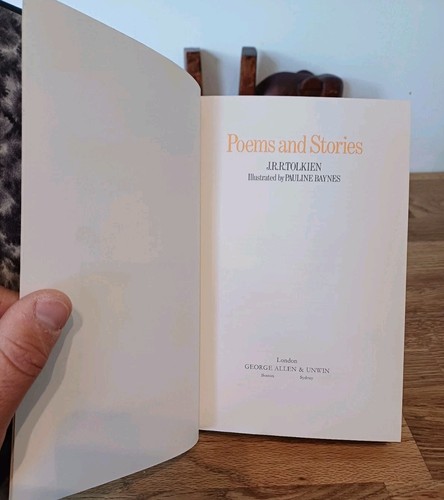 Poems and Stories
J.R.R.TOLKIEN
Illustrated by PAULINE BAYNES
London
GEORGE ALLEN & UNWIN
Boston Sydney